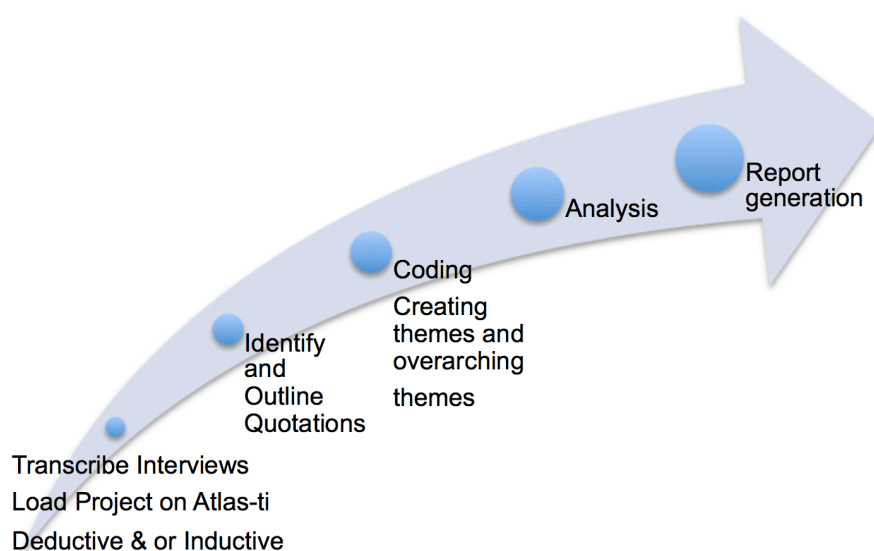 Transcribe Interviews
Load Project on Atlas-ti
Deductive & or Inductive
Identify
and
Outline
Quotations
Coding
Creating
themes and
overarching
themes
Analysis
Report
generation